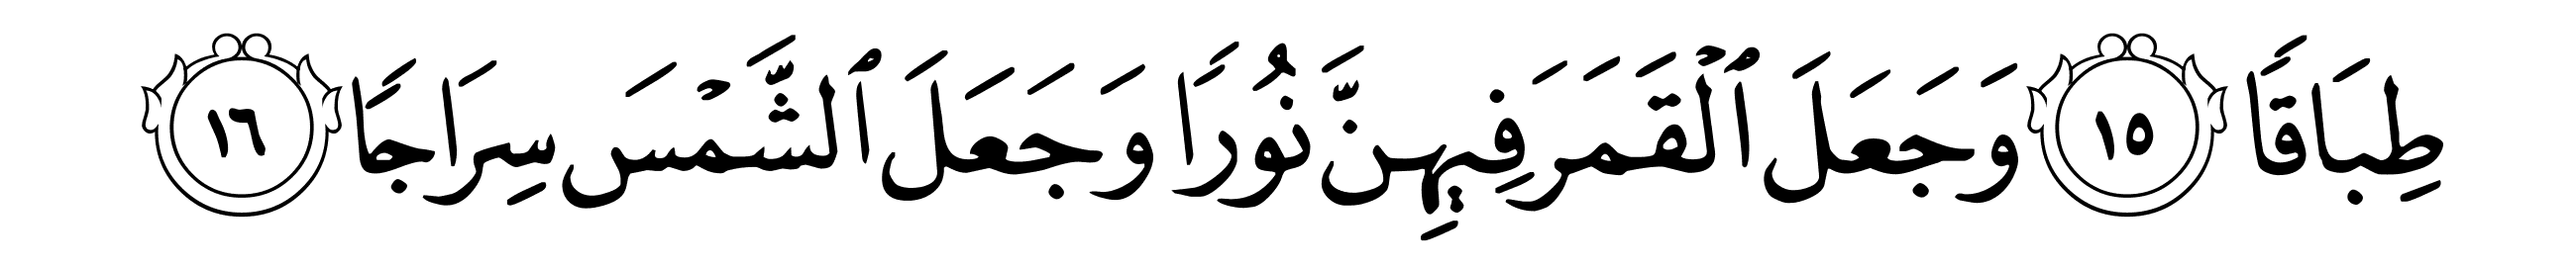 طِبَاقًا ١٥ وَجَعَلَ ٱلْقَمَرَ فِيهِنَّ نُورًا وَجَعَلَ ٱلشَّمْسَ سِرَاجًا ١٦